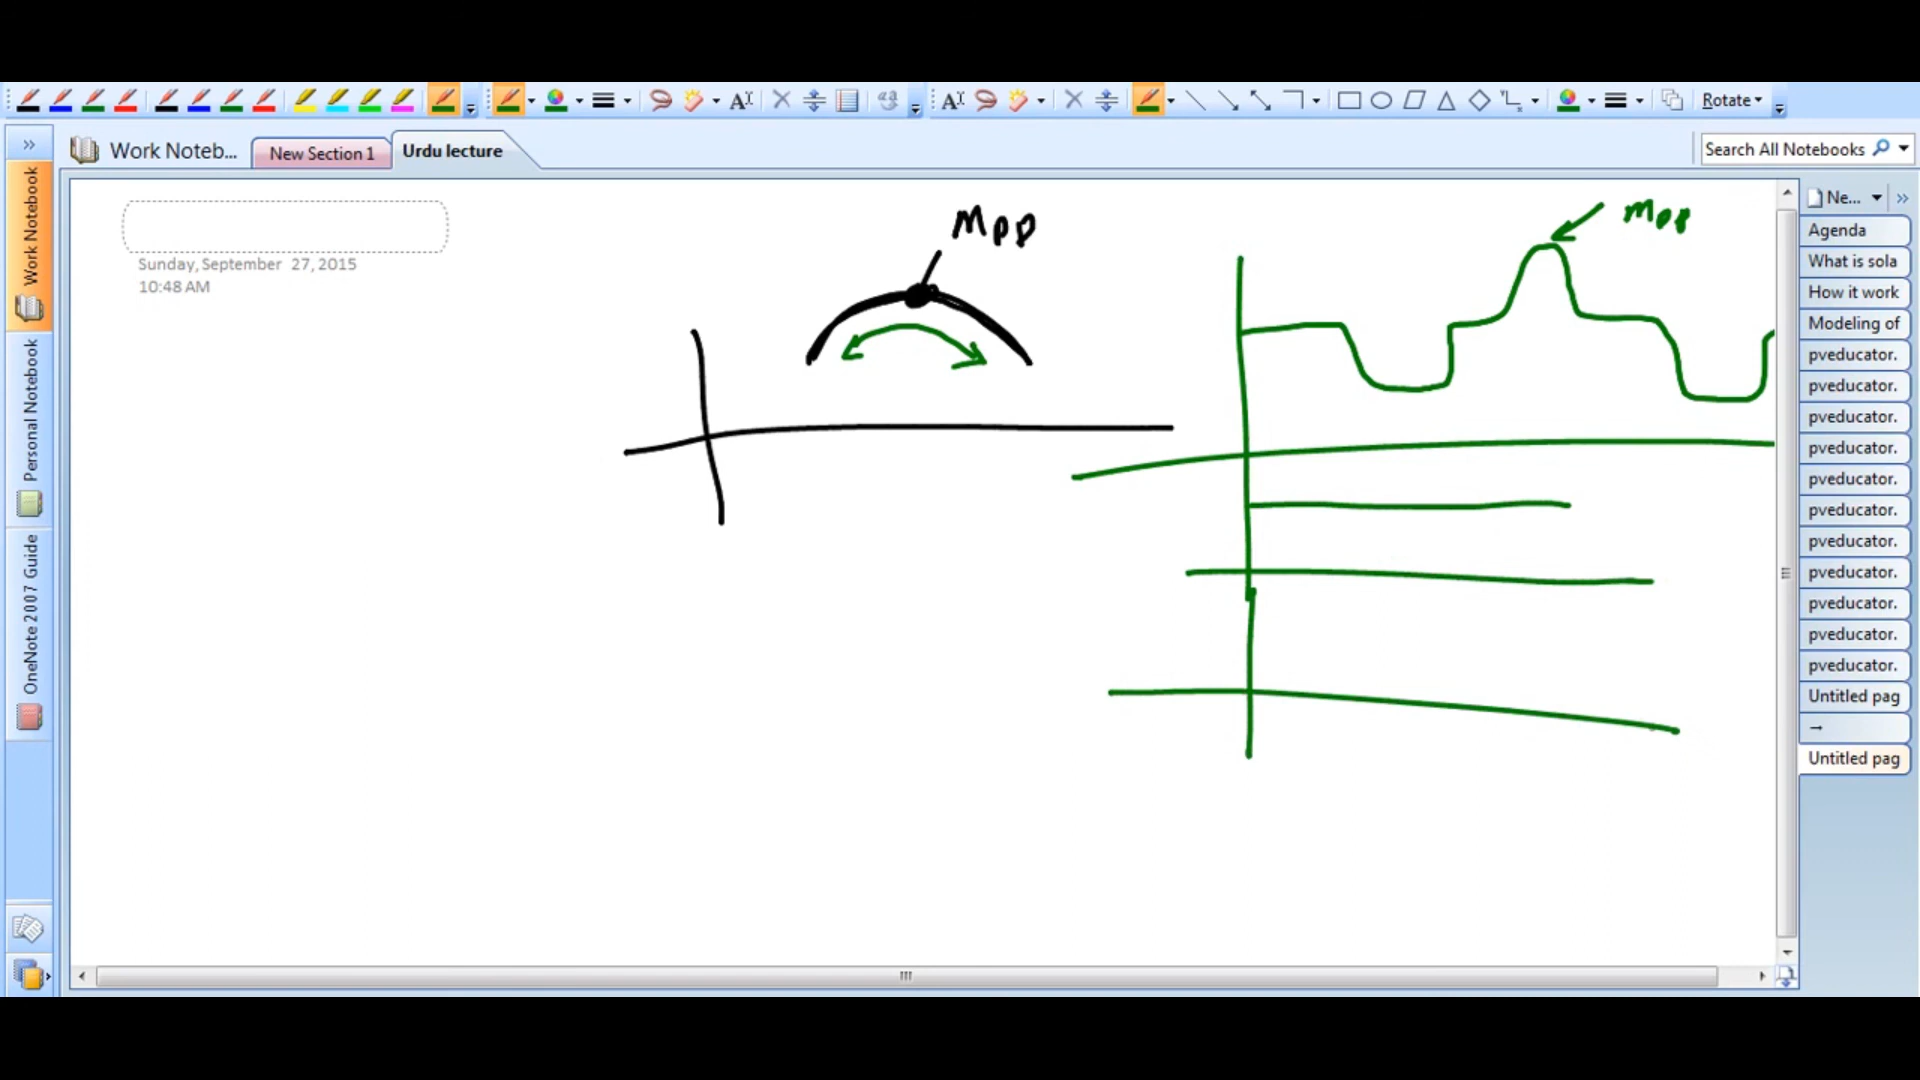 Rotate
Work Noteb...
New Section 1
Urdu lecture
Search All Notebooks
Work Notebook
Personal Notebook
OneNote 2007 Guide
Sunday, September 27, 2015
10:48 AM
MPP
MPP
Ne...
Agenda
What is sola
How it work
Modeling of
pveducator.
pveducator.
pveducator.
pveducator.
pveducator.
pveducator.
pveducator.
pveducator.
pveducator.
pveducator.
pveducator.
Untitled pag
→
Untitled pag